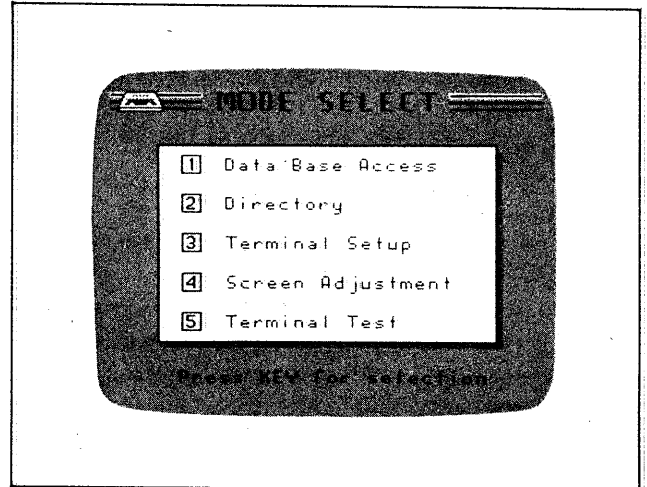 MODE SELECT
1 Data Base Access
2 Directory
3 Terminal Setup
4 Screen Adjustment
5 Terminal Test
Press KEY for selection